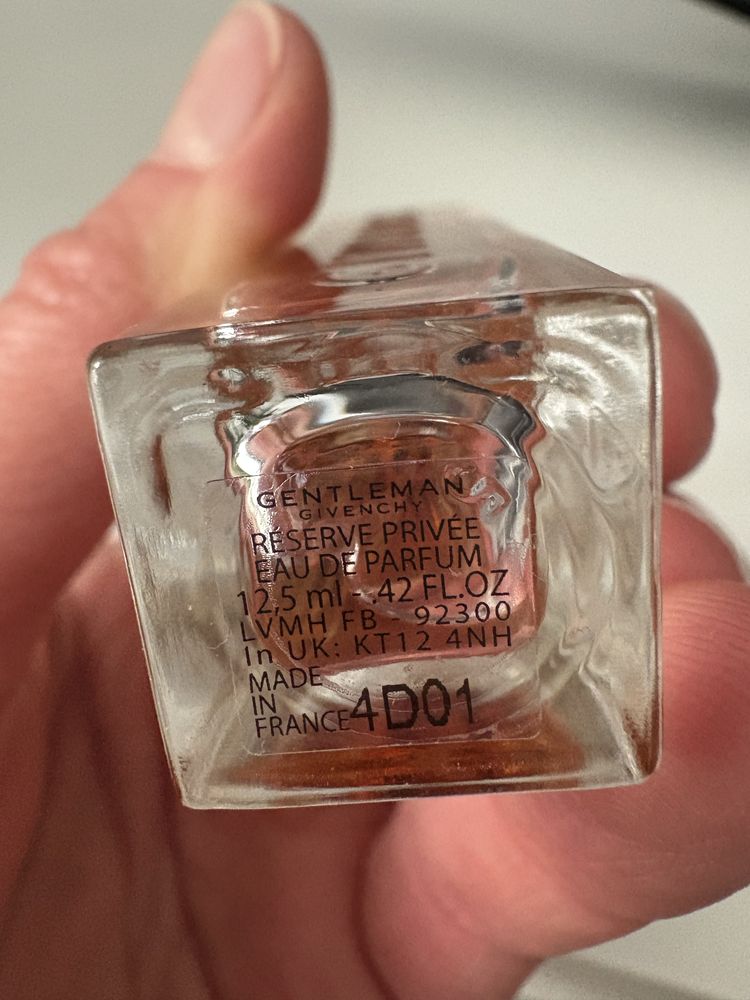 GENTLEMAN
GIVENCHY
RÉSERVE PRIVÉE
EAU DE PARFUM
12,5 ml - .42 FL.OZ
LVMH FB 92300
In UK: KT12 4NH
MADE
IN
FRANCE 4D01